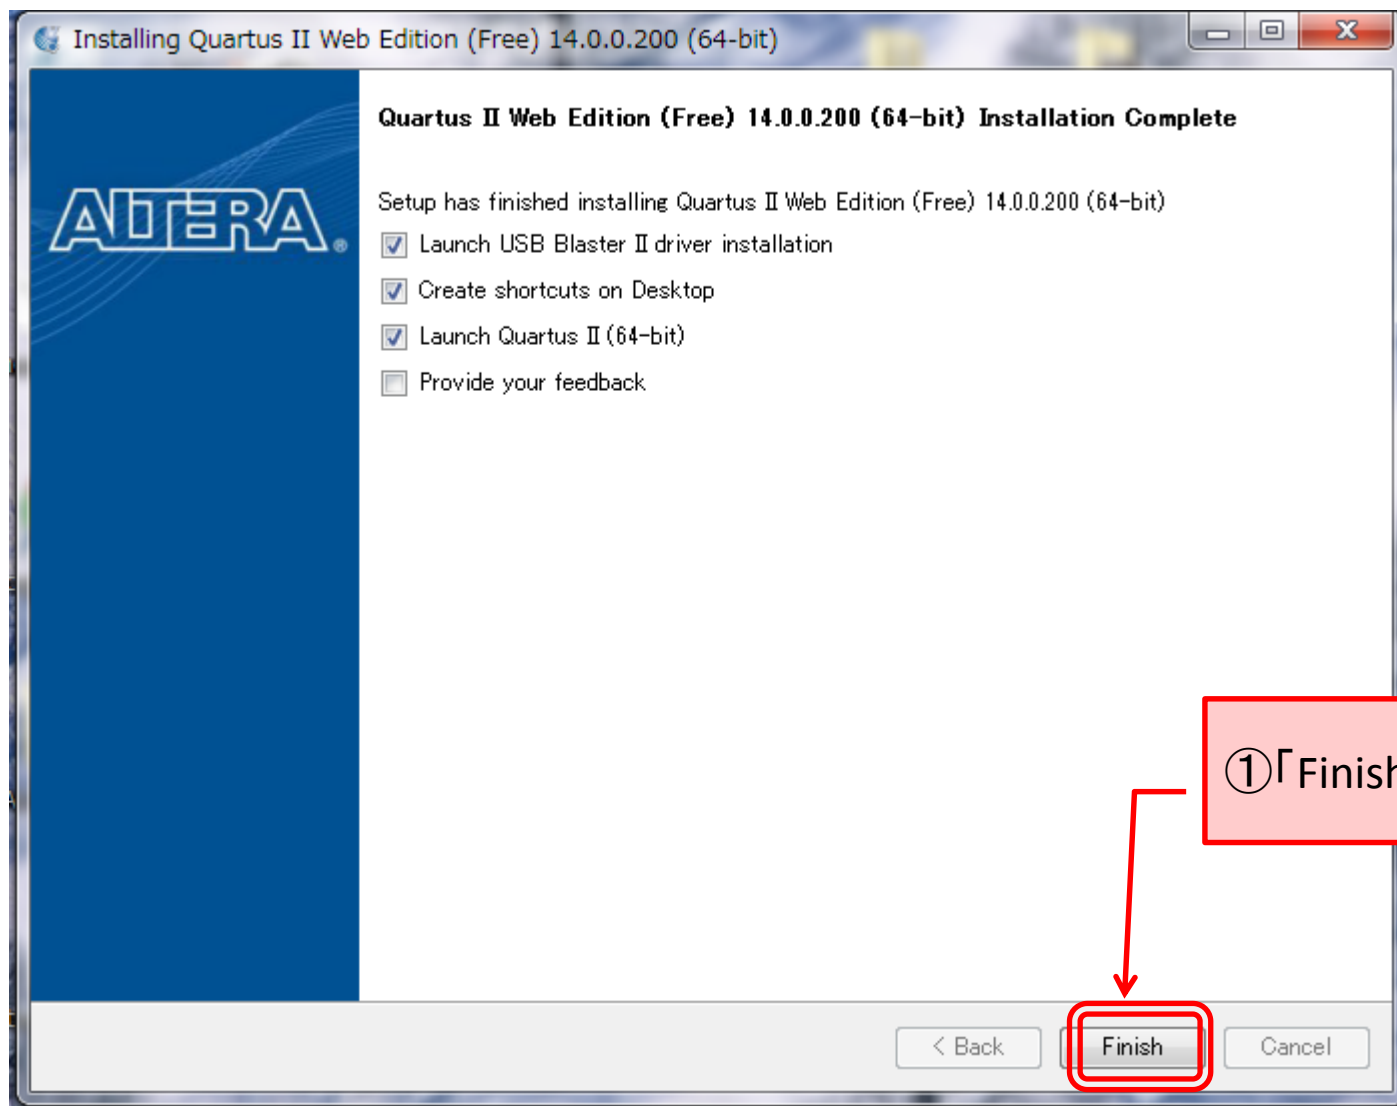 Installing Quartus II Web Edition (Free) 14.0.0.200 (64-bit)
Quartus II Web Edition (Free) 14.0.0.200 (64-bit) Installation Complete
ALTERA®
Setup has finished installing Quartus II Web Edition (Free) 14.0.0.200 (64-bit)
Launch USB Blaster II driver installation
Create shortcuts on Desktop
Launch Quartus II (64-bit)
Provide your feedback
①「Finish
< Back
Finish
Cancel